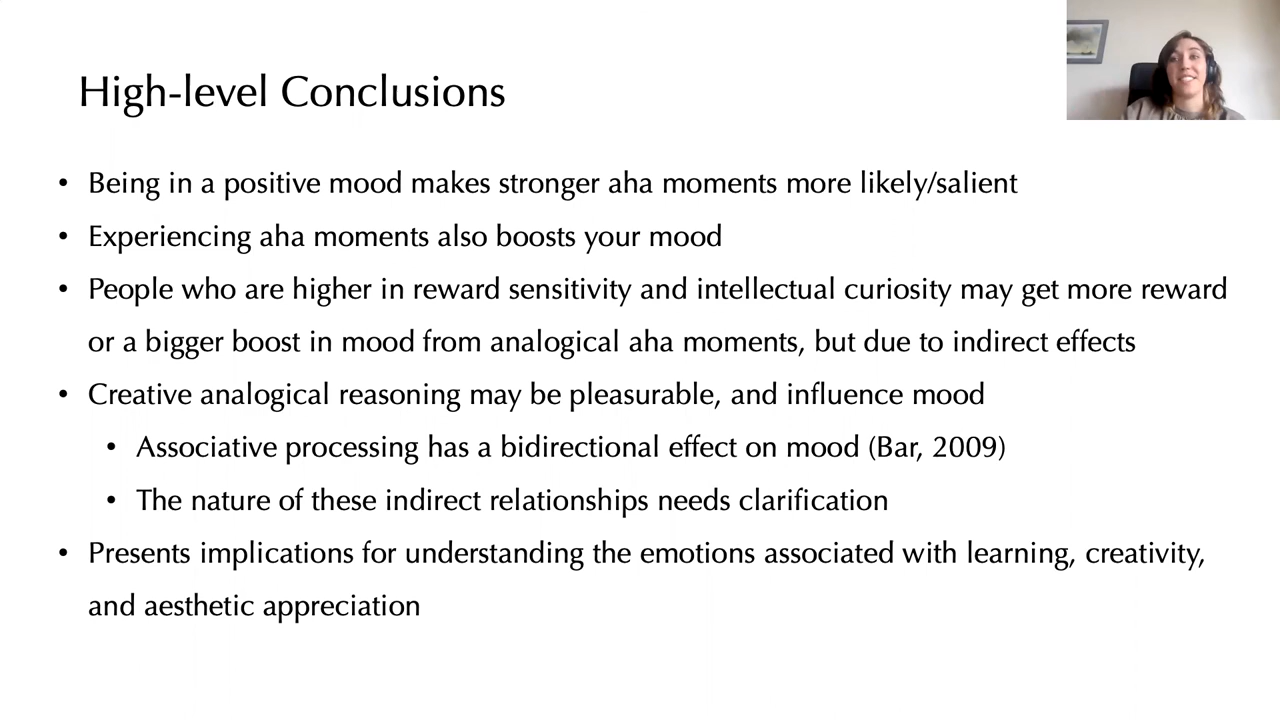 High-level Conclusions
• Being in a positive mood makes stronger aha moments more likely/salient
• Experiencing aha moments also boosts your mood
• People who are higher in reward sensitivity and intellectual curiosity may get more reward
or a bigger boost in mood from analogical aha moments, but due to indirect effects
• Creative analogical reasoning may be pleasurable, and influence mood
• Associative processing has a bidirectional effect on mood (Bar, 2009)
• The nature of these indirect relationships needs clarification
• Presents implications for understanding the emotions associated with learning, creativity,
and aesthetic appreciation